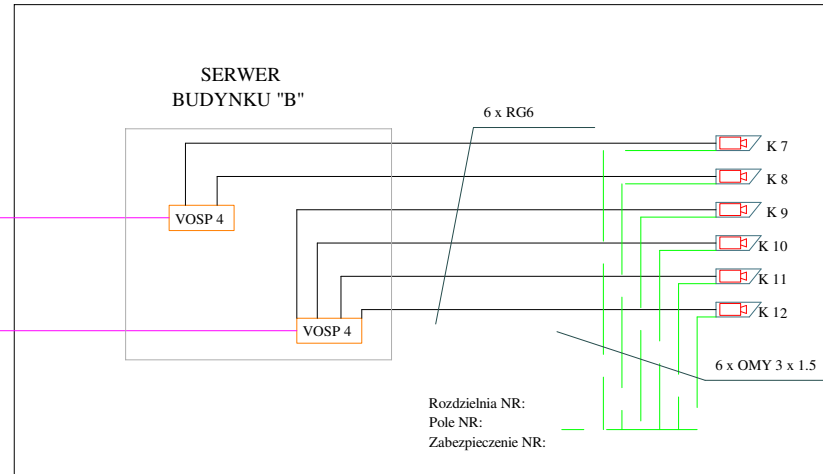 SERWER
BUDYNKU "B"
6 x RG6
K 7
K 8
VOSP 4
K 9
K 10
K 11
K 12
VOSP 4
6 x OMY 3 x 1.5
Rozdzielnia NR:
Pole NR:
Zabezpieczenie NR: